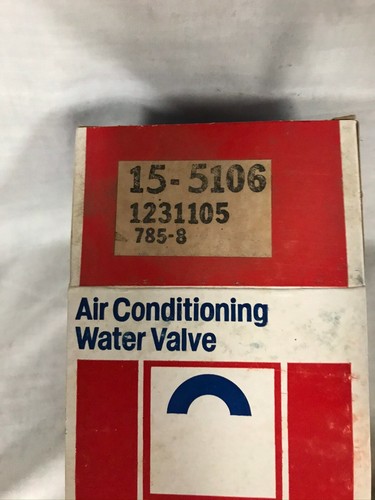 15-5106
1231105
785-8
Air Conditioning
Water Valve